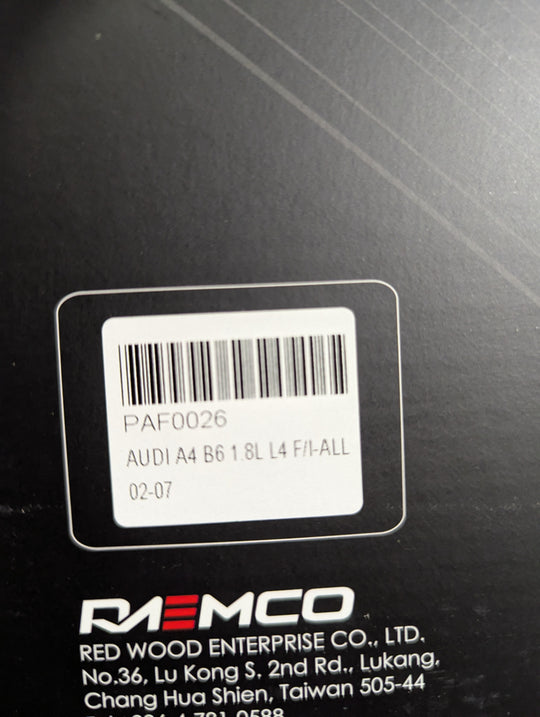 PAF0026
AUDI A4 B6 1.8L L4 F/I-ALL
02-07
RAEMCO
RED WOOD ENTERPRISE CO., LTD.
No.36, Lu Kong S. 2nd Rd., Lukang,
Chang Hua Shien, Taiwan 505-44